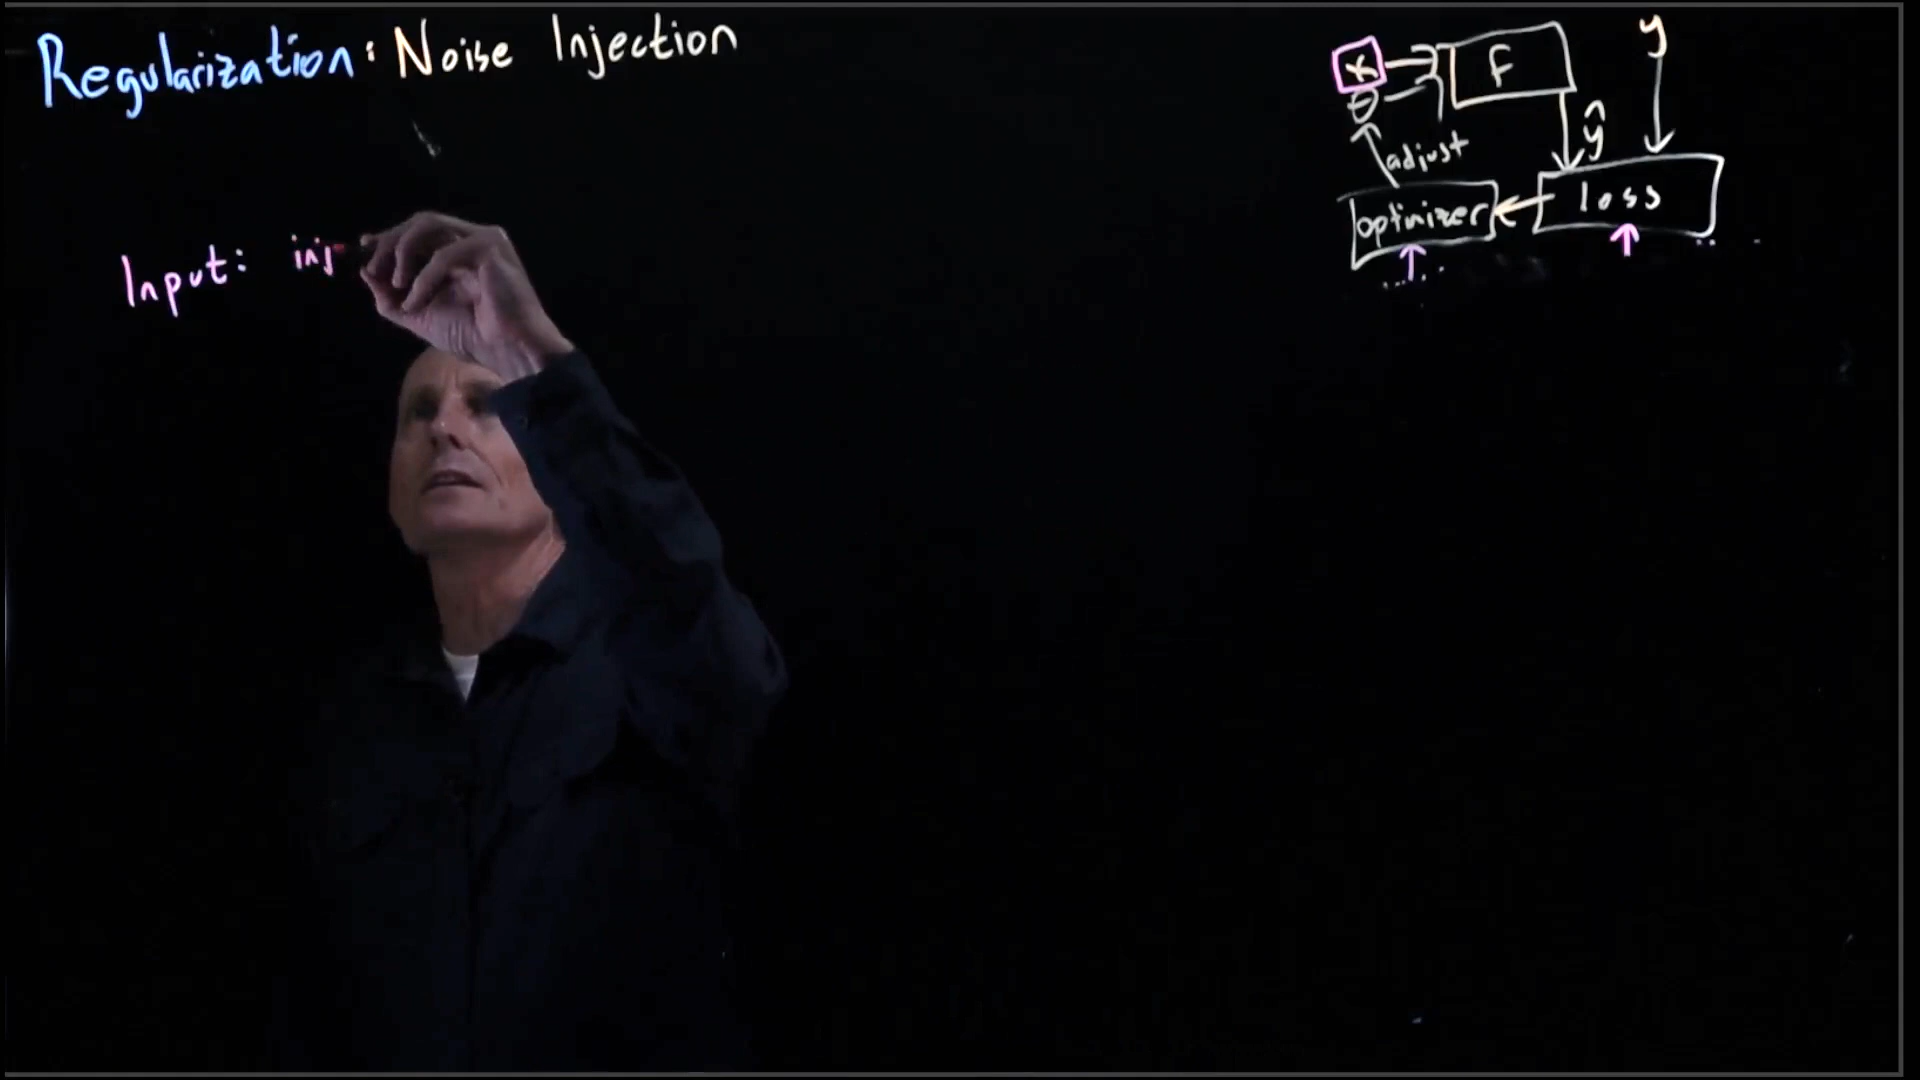 Regularization: Noise Injection
Input: inj
x
θ
F
y
ŷ
adjust
optimizer
loss